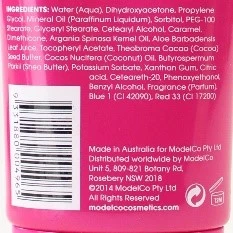 INGREDIENTS: Water (Aqua), Dihydroxyacetone, Propylene
Glycol, Mineral Oil (Paraffinum Liquidum), Sorbitol, PEG-100
Stearate, Glyceryl Stearate, Cetearyl Alcohol, Caramel,
Dimethicone, Argania Spinosa Kernel Oil, Aloe Barbadensis
Leaf Juice, Tocopheryl Acetate, Theobroma Cacao (Cocoa)
Seed Butter, Cocos Nucifera (Coconut) Oil, Butyrospermum
Parkii (Shea Butter), Potassium Sorbate, Xanthan Gum, Citric
acid, Ceteareth-20, Phenoxyethanol,
Benzyl Alcohol, Fragrance (Parfum),
Blue 1 (CI 42090), Red 33 (CI 17200)
Made in Australia for ModelCo Pty Ltd
Distributed worldwide by ModelCo
Unit 5, 809-821 Botany Rd,
Rosebery NSW 2018
©2014 ModelCo Pty Ltd
All rights reserved
modelcocosmetics.com